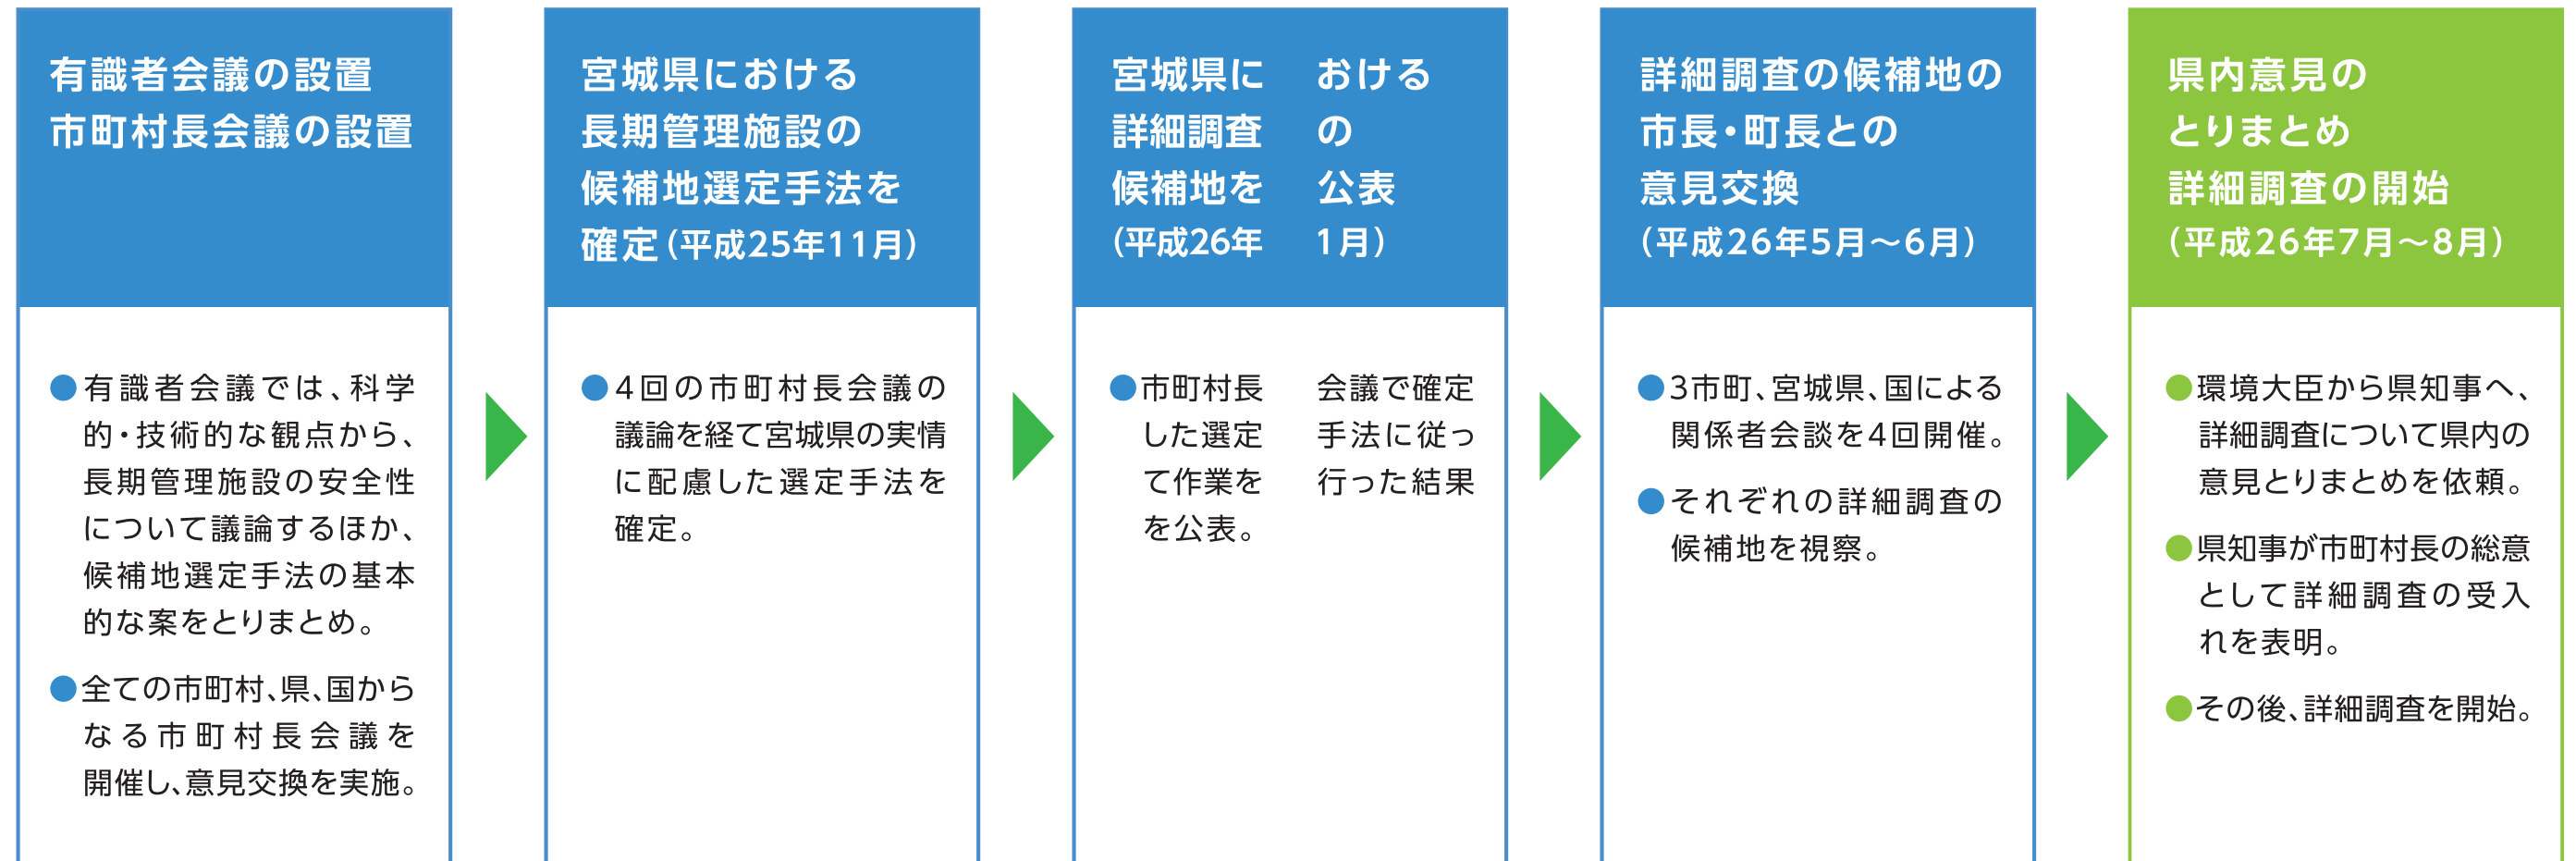 有識者会議の設置
市町村長会議の設置
●有識者会議では、科学
的・技術的な観点から、
長期管理施設の安全性
について議論するほか、
候補地選定手法の基本
的な案をとりまとめ。
●全ての市町村、県、国から
なる市町村長会議を
開催し、意見交換を実施。
宮城県における
長期管理施設の
候補地選定手法を
確定（平成25年11月）
●4回の市町村長会議の
議論を経て宮城県の実情
に配慮した選定手法を
確定。
宮城県に おける
詳細調査 の
候補地を 公表
（平成26年 1月）
●市町村長 会議で確定
した選定 手法に従っ
て作業を 行った結果
を公表。
詳細調査の候補地の
市長・町長との
意見交換
（平成26年5月～6月）
●3市町、宮城県、国による
関係者会談を4回開催。
●それぞれの詳細調査の
候補地を視察。
県内意見の
とりまとめ
詳細調査の開始
（平成26年7月～8月）
●環境大臣から県知事へ、
詳細調査について県内の
意見とりまとめを依頼。
●県知事が市町村長の総意
として詳細調査の受入
れを表明。
●その後、詳細調査を開始。